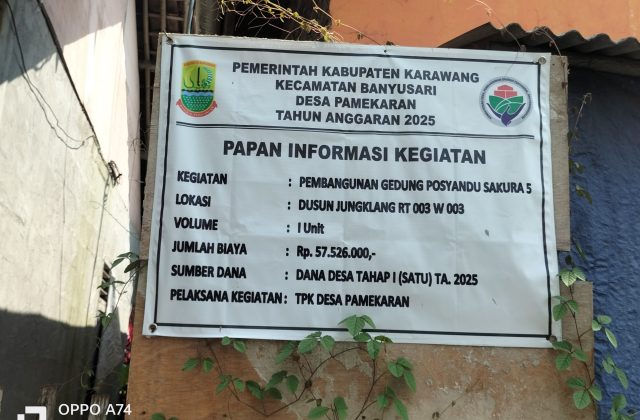 PEMERINTAH KABUPATEN KARAWANG
KECAMATAN BANYUSARI
DESA PAMEKARAN
TAHUN ANGGARAN 2025
PAPAN INFORMASI KEGIATAN
KEGIATAN : PEMBANGUNAN GEDUNG POSYANDU SAKURA 5
LOKASI : DUSUN JUNGKLANG RT 003 W 003
VOLUME : I Unit
JUMLAH BIAYA : Rp. 57.526.000,-
SUMBER DANA : DANA DESA TAHAP I (SATU) TA. 2025
PELAKSANA KEGIATAN : TPK DESA PAMEKARAN
OPPO A74